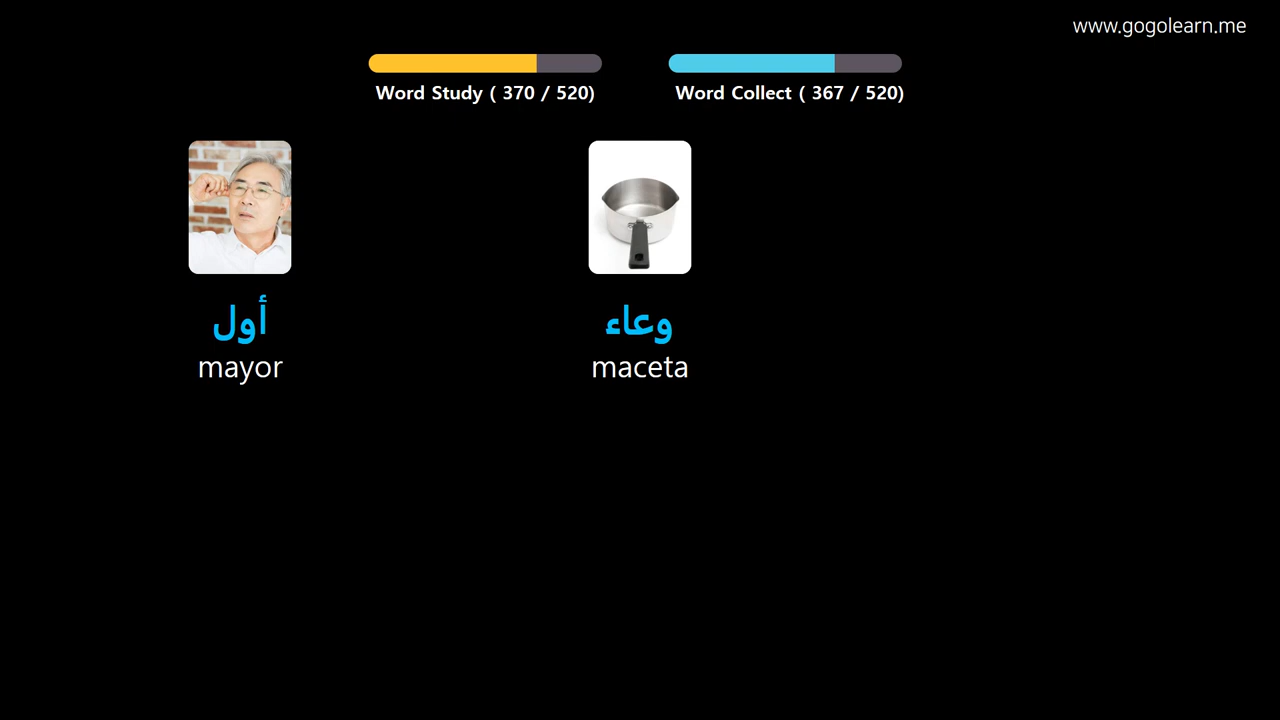 www.gogolearn.me
Word Study ( 370 / 520)
Word Collect ( 367 / 520)
أول
mayor
وعاء
maceta